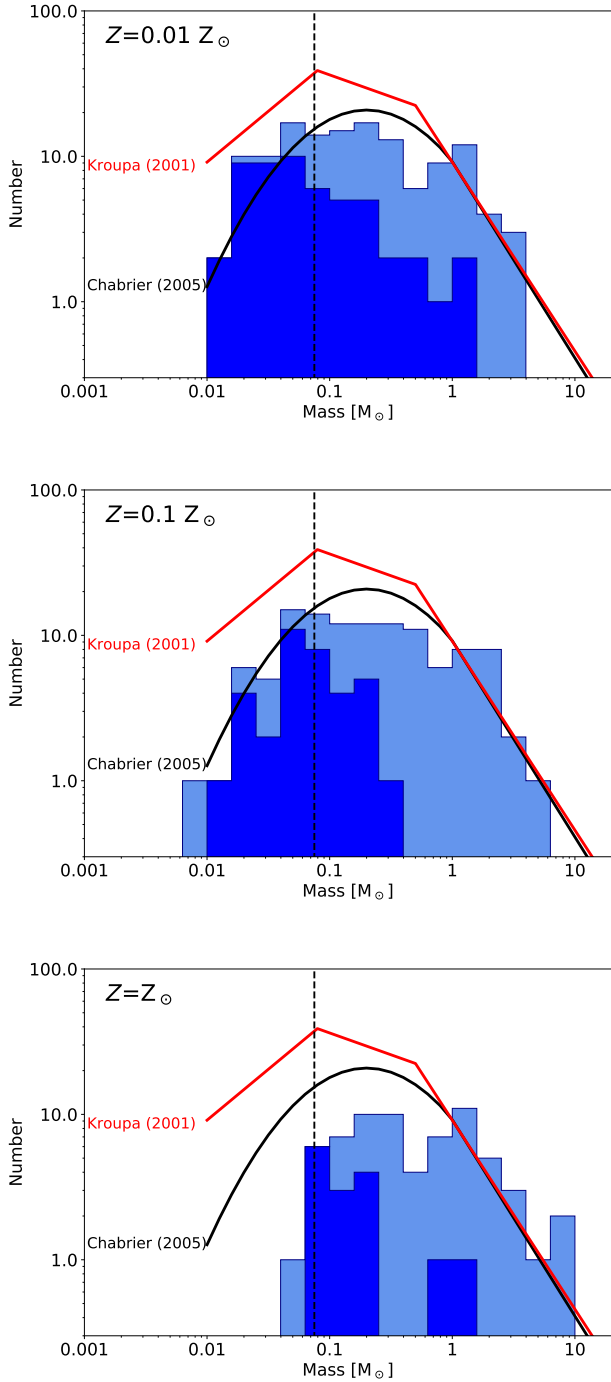 100.0
Z=0.01 Z⊙
10.0
Kroupa (2001)
Number
Chabrier (2005)
1.0
0.001 0.01 0.1 1 10
Mass [M⊙]
100.0
Z=0.1 Z⊙
10.0
Kroupa (2001)
Number
Chabrier (2005)
1.0
0.001 0.01 0.1 1 10
Mass [M⊙]
100.0
Z=Z⊙
10.0
Kroupa (2001)
Number
Chabrier (2005)
1.0
0.001 0.01 0.1 1 10
Mass [M⊙]